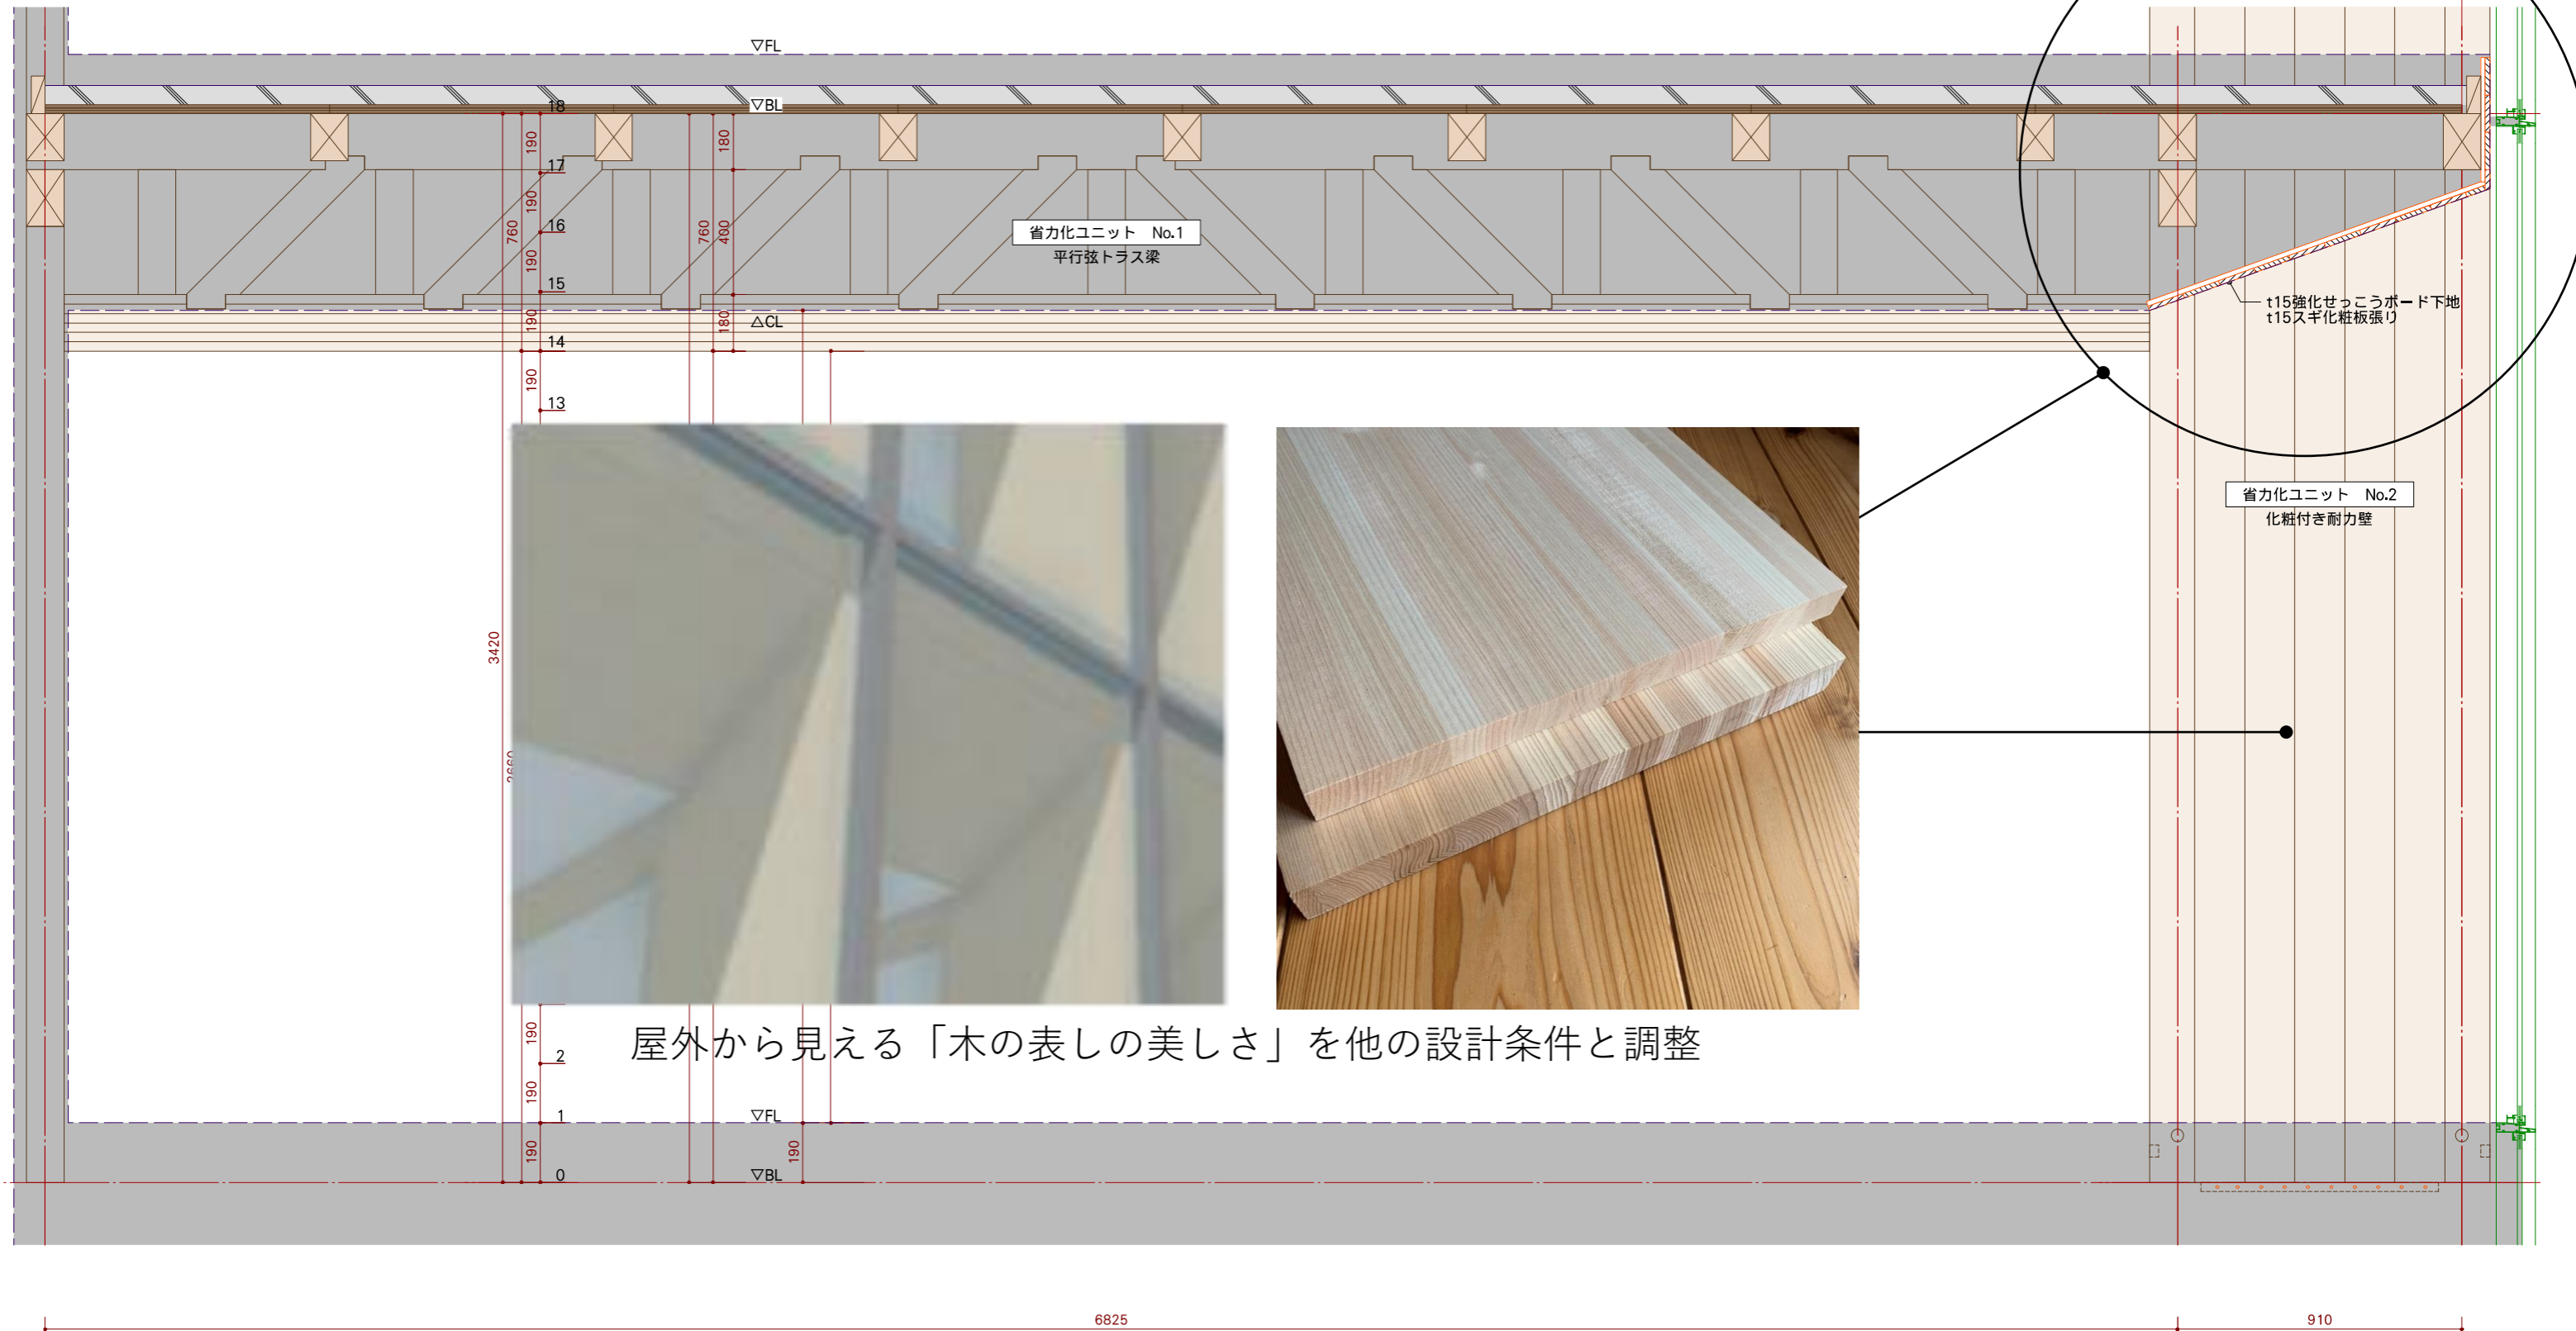 ▽FL
▽BL
18
190
180
17
190
16
760
760
400
省力化ユニット　No.1
平行弦トラス梁
190
15
190
180
△CL
14
t15強化せっこうボード下地
t15スギ化粧板張り
190
13
省力化ユニット　No.2
化粧付き耐力壁
3420
190
屋外から見える「木の表しの美しさ」を他の設計条件と調整
2
190
1
▽FL
190
190
0
▽BL
6825
910